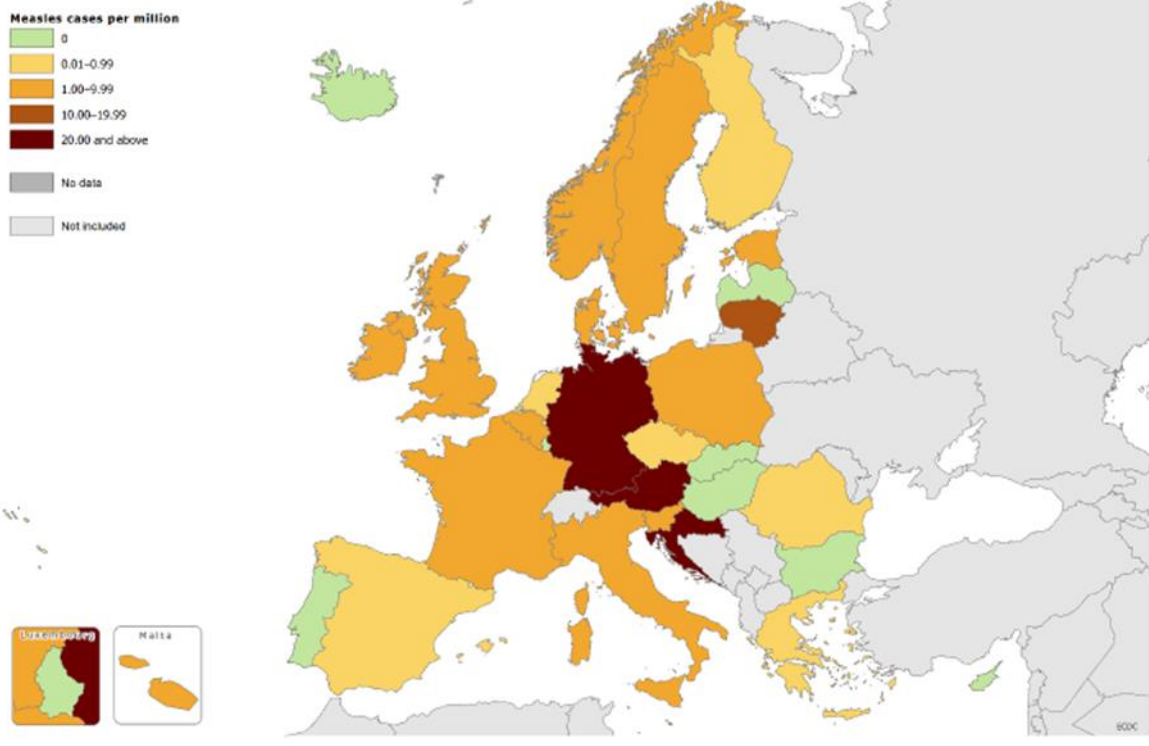 Measles cases per million
0
0.01–0.99
1.00–9.99
10.00–19.99
20.00 and above
No data
Not included
Luxembourg
Malta
ECDC